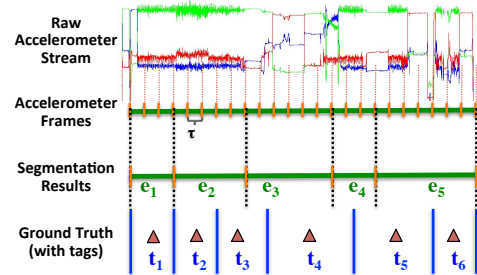 Raw
Accelerometer
Stream
Accelerometer
Frames
τ
Segmentation
Results
e1 e2 e3 e4 e5
Ground Truth
(with tags)
t1 t2 t3 t4 t5 t6